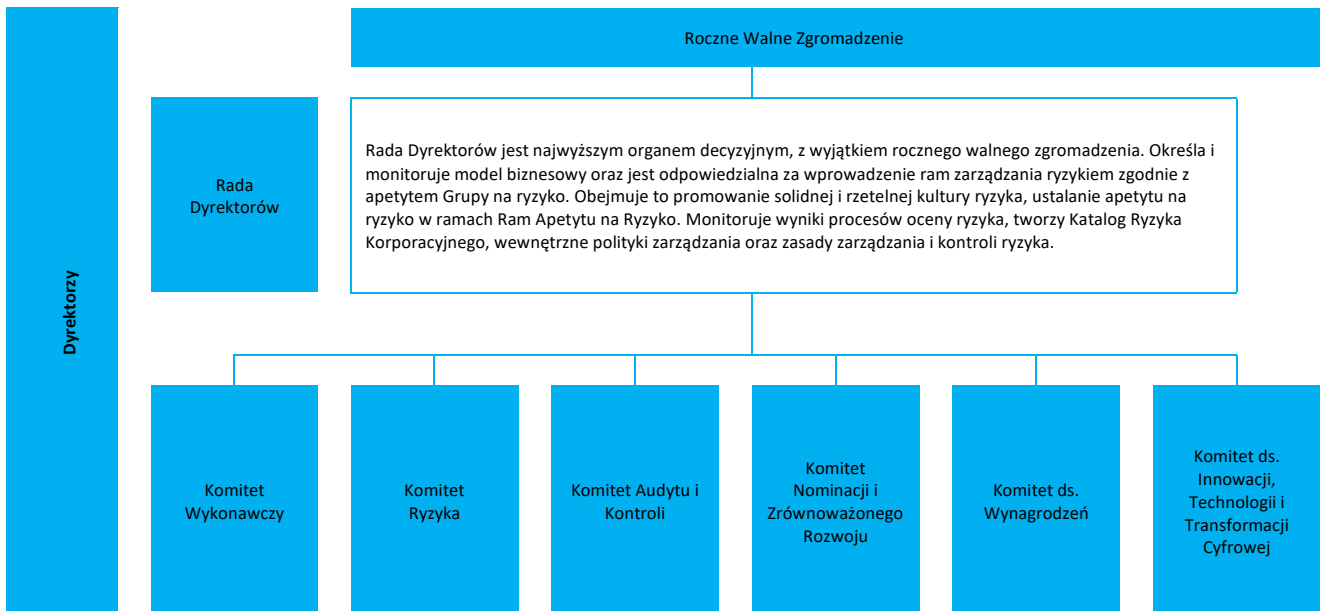 Roczne Walne Zgromadzenie
Dyrektorzy
Rada
Dyrektorów
Rada Dyrektorów jest najwyższym organem decyzyjnym, z wyjątkiem rocznego walnego zgromadzenia. Określa i
monitoruje model biznesowy oraz jest odpowiedzialna za wprowadzenie ram zarządzania ryzykiem zgodnie z
apetytem Grupy na ryzyko. Obejmuje to promowanie solidnej i rzetelnej kultury ryzyka, ustalanie apetytu na
ryzyko w ramach Ram Apetytu na Ryzyko. Monitoruje wyniki procesów oceny ryzyka, tworzy Katalog Ryzyka
Korporacyjnego, wewnętrzne polityki zarządzania oraz zasady zarządzania i kontroli ryzyka.
Komitet
Wykonawczy
Komitet
Ryzyka
Komitet Audytu i
Kontroli
Komitet
Nominacji i
Zrównoważonego
Rozwoju
Komitet ds.
Wynagrodzeń
Komitet ds.
Innowacji,
Technologii i
Transformacji
Cyfrowej